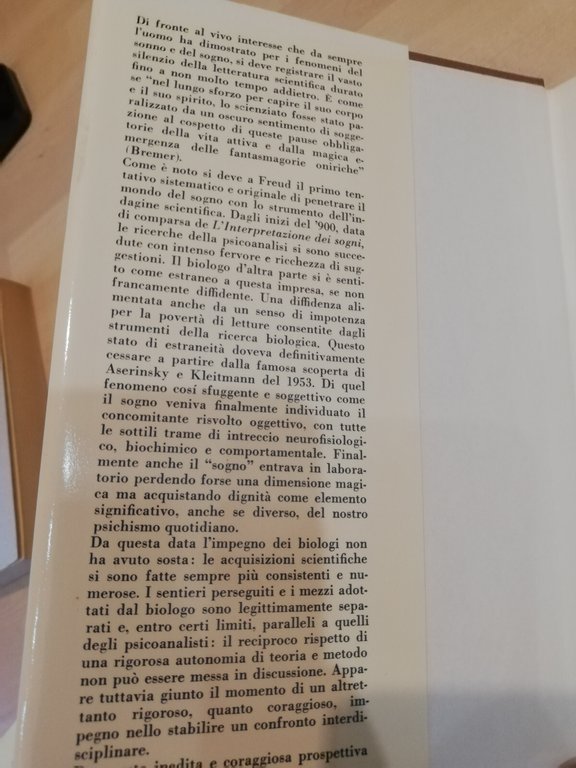 Di fronte al vivo interesse che da sempre
l'uomo ha dimostrato per i fenomeni del
sonno e del sogno, si deve registrare il vasto
silenzio della letteratura scientifica durato
fino a non molto tempo addietro. È come
se "nel lungo sforzo per capire il suo corpo
e il suo spirito, lo scienziato fosse stato pa-
ralizzato da un oscuro sentimento di sogge-
zione al cospetto di queste pause obbliga-
torie della vita attiva e dalla magica e-
mergenza delle fantasmagorie oniriche"
(Bremer).
Come è noto si deve a Freud il primo ten-
tativo sistematico e originale di penetrare il
mondo del sogno con lo strumento dell'in-
dagine scientifica. Dagli inizi del '900, data
di comparsa de L'Interpretazione dei sogni,
le ricerche della psicoanalisi si sono succe-
dute con intenso fervore e ricchezza di sug-
gestioni. Il biologo d'altra parte si è senti-
to come estraneo a questa impresa, se non
francamente diffidente. Una diffidenza ali-
mentata anche da un senso di impotenza
per la povertà di letture consentite dagli
strumenti della ricerca biologica. Questo
stato di estraneità doveva definitivamente
cessare a partire dalla famosa scoperta di
Aserinsky e Kleitmann del 1953. Di quel
fenomeno cosí sfuggente e soggettivo come
il sogno veniva finalmente individuato il
concomitante risvolto oggettivo, con tutte
le sottili trame di intreccio neurofisiologi-
co, biochimico e comportamentale. Final-
mente anche il "sogno" entrava in labora-
torio perdendo forse una dimensione magi-
ca ma acquistando dignità come elemento
significativo, anche se diverso, del nostro
psichismo quotidiano.
Da questa data l'impegno dei biologi non
ha avuto sosta: le acquisizioni scientifiche
si sono fatte sempre più consistenti e nu-
merose. I sentieri perseguiti e i mezzi adot-
tati dal biologo sono legittimamente sepa-
rati e, entro certi limiti, paralleli a quelli
degli psicoanalisti: il reciproco rispetto di
una rigorosa autonomia di teoria e metodo
non può essere messa in discussione. Appa-
re tuttavia giunto il momento di un altret-
tanto rigoroso, quanto coraggioso, im-
pegno nello stabilire un confronto interdi-
sciplinare.
inedita e coraggiosa prospettiva